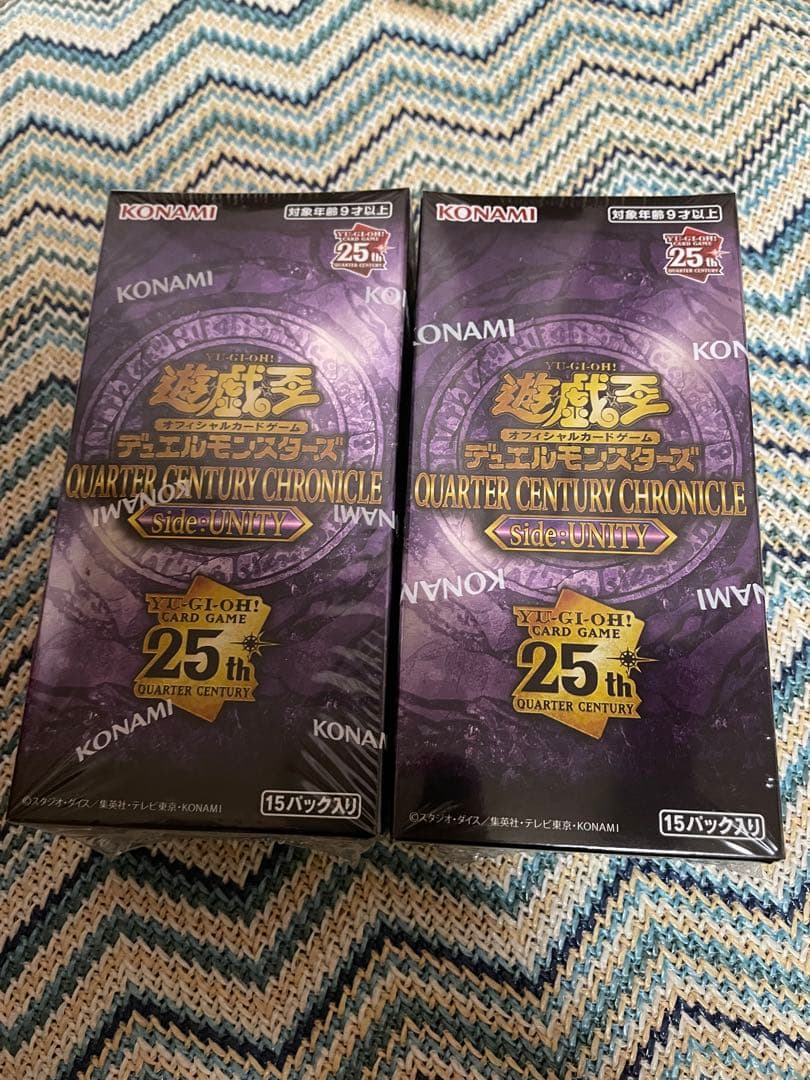 KONAMI
対象年齢9才以上
YU-GI-OH!
CARD GAME
25th
QUARTER CENTURY
KONAMI
KO
YU-GI-OH!
遊戯王
オフィシャルカードゲーム
デュエルモンスターズ
QUARTER CENTURY CHRONICLE
side:UNITY
KONAMI
NAMI
YU-GI-OH!
CARD GAME
25th
QUARTER CENTURY
KONAMI
KONAM
15パック入り
©スタジオ・ダイス/集英社・テレビ東京・KONAMI
KONAMI
対象年齢9才以上
YU-GI-OH!
CARD GAME
25th
QUARTER CENTURY
KONAMI
KON
YU-GI-OH!
遊戯王
オフィシャルカードゲーム
デュエルモンスターズ
QUARTER CENTURY CHRONICLE
side:UNITY
KONAMI
NAMI
YU-GI-OH!
CARD GAME
25th
QUARTER CENTURY
15パック入り
©スタジオ・ダイス/集英社・テレビ東京・KONAMI